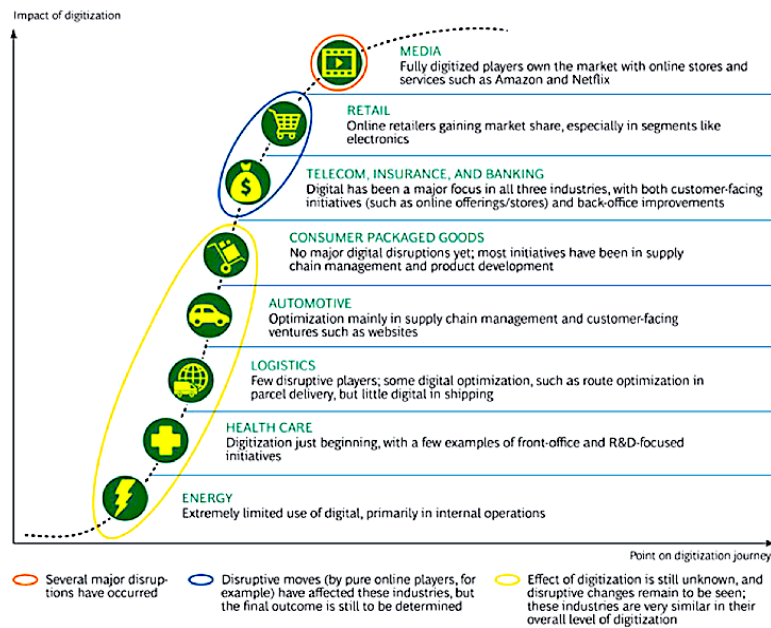 Impact of digitization
MEDIA
Fully digitized players own the market with online stores and
services such as Amazon and Netflix
RETAIL
Online retailers gaining market share, especially in segments like
electronics
$
TELECOM, INSURANCE, AND BANKING
Digital has been a major focus in all three industries, with both customer-facing
initiatives (such as online offerings/stores) and back-office improvements
CONSUMER PACKAGED GOODS
No major digital disruptions yet; most initiatives have been in supply
chain management and product development
AUTOMOTIVE
Optimization mainly in supply chain management and customer-facing
ventures such as websites
LOGISTICS
Few disruptive players; some digital optimization, such as route optimization in
parcel delivery, but little digital in shipping
HEALTH CARE
Digitization just beginning, with a few examples of front-office and R&D-focused
initiatives
ENERGY
Extremely limited use of digital, primarily in internal operations
Point on digitization journey
Several major disrup-
tions have occurred
Disruptive moves (by pure online players, for
example) have affected these industries, but
the final outcome is still to be determined
Effect of digitization is still unknown, and
disruptive changes remain to be seen;
these industries are very similar in their
overall level of digitization